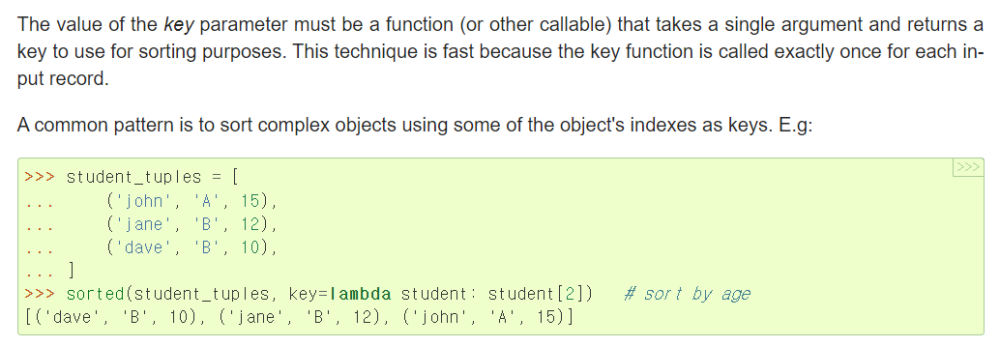 The value of the key parameter must be a function (or other callable) that takes a single argument and returns a
key to use for sorting purposes. This technique is fast because the key function is called exactly once for each in-
put record.
A common pattern is to sort complex objects using some of the object's indexes as keys. E.g:
>>>
>>> student_tuples = [
...     ('john', 'A', 15),
...     ('jane', 'B', 12),
...     ('dave', 'B', 10),
... ]
>>> sorted(student_tuples, key=lambda student: student[2])   # sort by age
[('dave', 'B', 10), ('jane', 'B', 12), ('john', 'A', 15)]